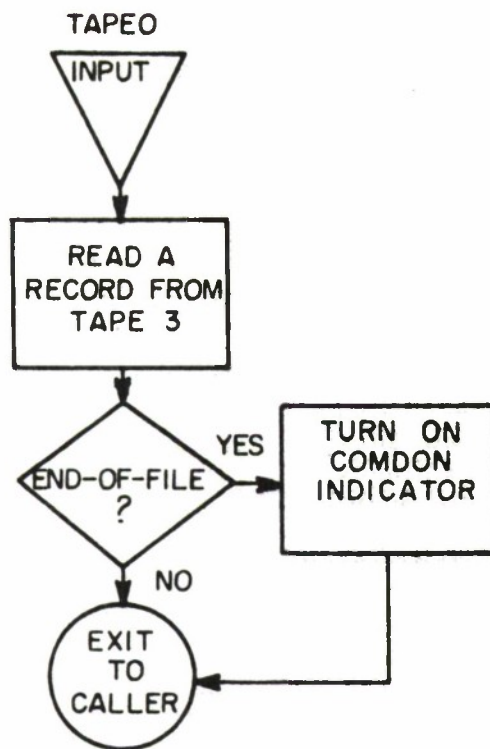 TAPEO
INPUT
READ A
RECORD FROM
TAPE 3
END-OF-FILE
?
YES
TURN ON
COMDON
INDICATOR
NO
EXIT
TO
CALLER